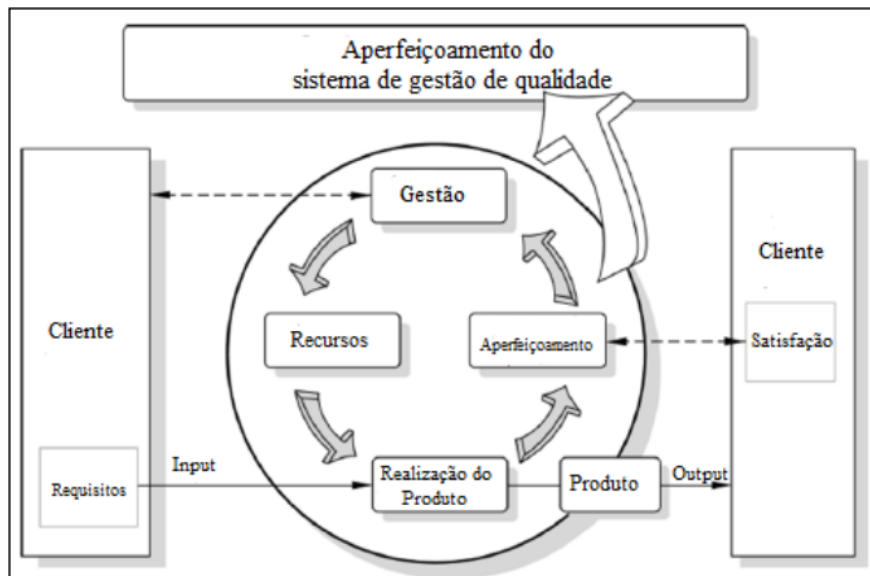 Aperfeiçoamento do
sistema de gestão de qualidade
Gestão
Cliente
Cliente
Recursos
Aperfeiçoamento
Satisfação
Requisitos
Input
Realização do
Produto
Produto
Output